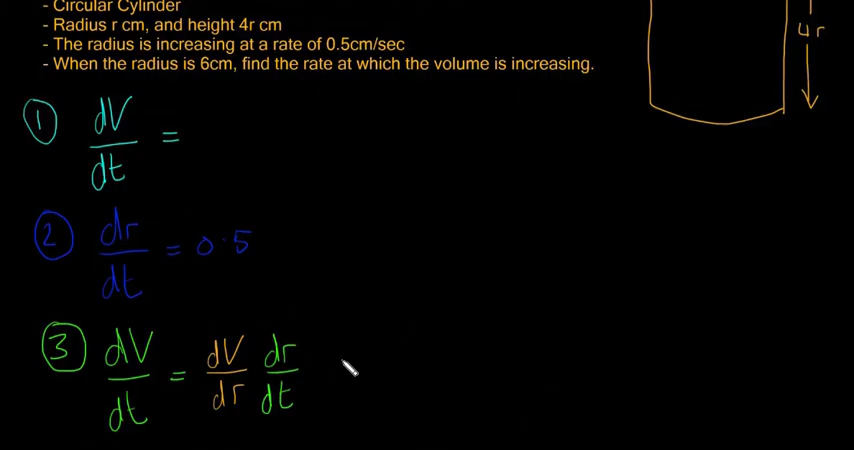 - Circular Cylinder
- Radius r cm, and height 4r cm
- The radius is increasing at a rate of 0.5cm/sec
- When the radius is 6cm, find the rate at which the volume is increasing.
4r
① dV/dt =
② dr/dt = 0.5
③ dV/dt = dV/dr dr/dt